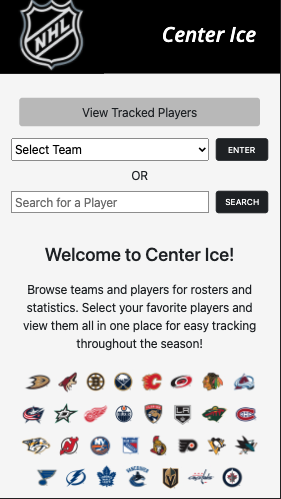 NHL
Center Ice
View Tracked Players
Select Team
ENTER
OR
Search for a Player
SEARCH
Welcome to Center Ice!
Browse teams and players for rosters and
statistics. Select your favorite players and
view them all in one place for easy tracking
throughout the season!